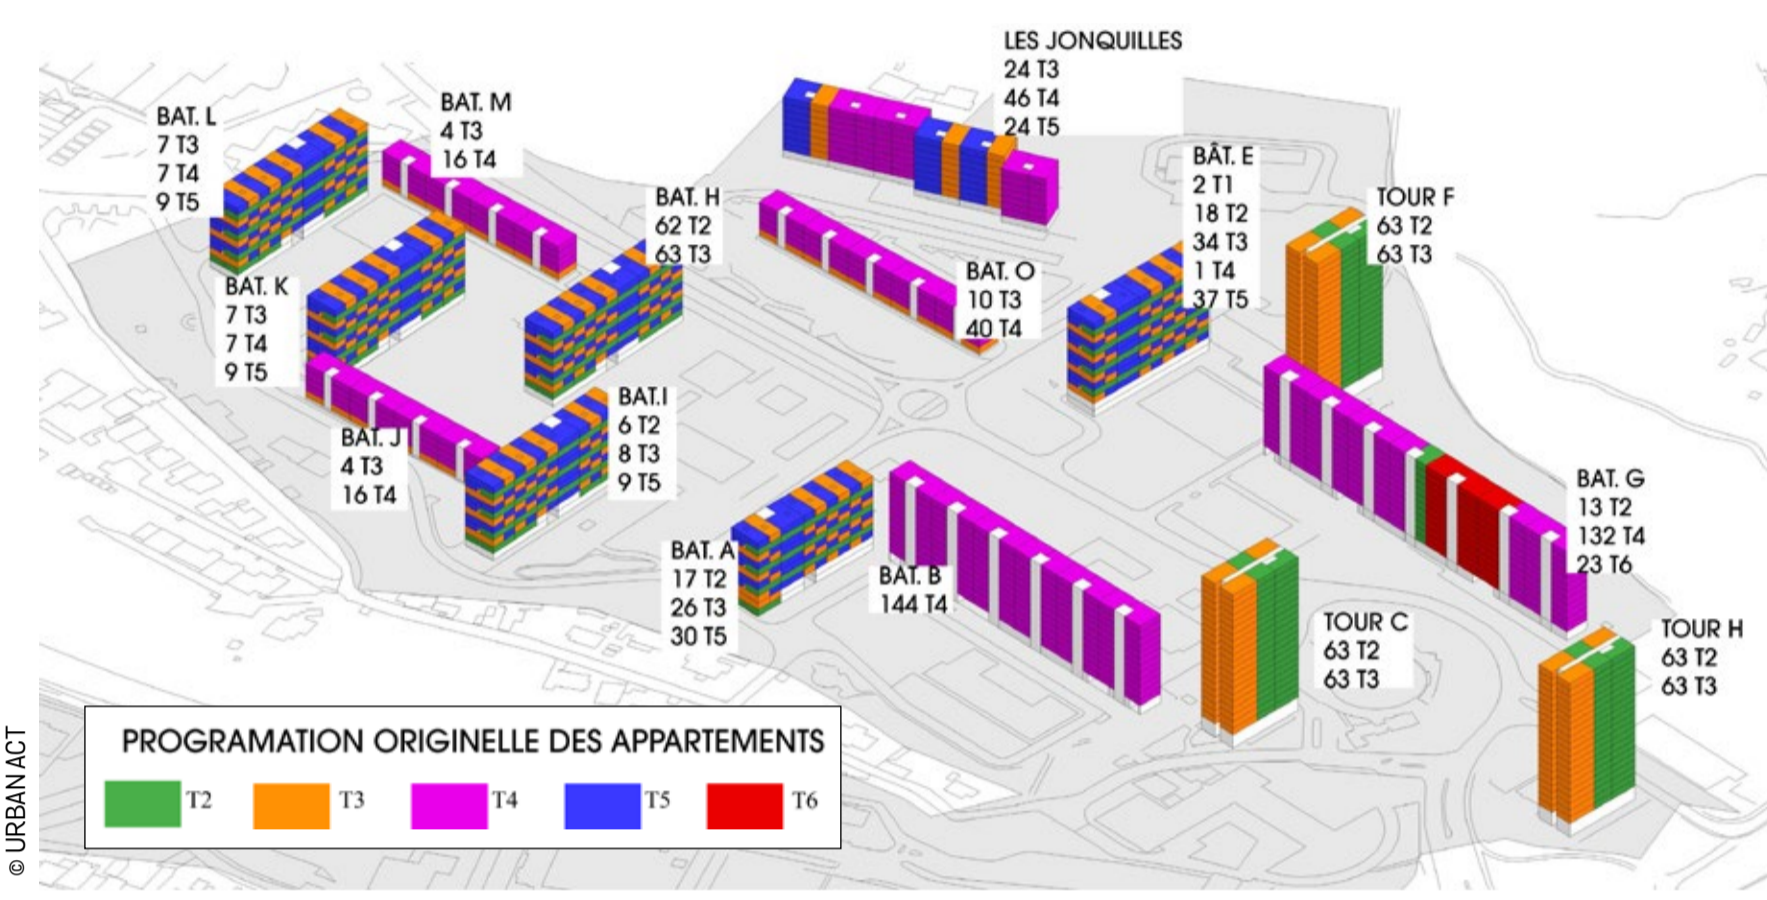 LES JONQUILLES
24 T3
46 T4
24 T5
BAT. L
7 T3
7 T4
9 T5
BAT. M
4 T3
16 T4
BAT. H
62 T2
63 T3
BÂT. E
2 T1
18 T2
34 T3
1 T4
37 T5
TOUR F
63 T2
63 T3
BAT. K
7 T3
7 T4
9 T5
BAT. O
10 T3
40 T4
BAT. J
4 T3
16 T4
BAT.I
6 T2
8 T3
9 T5
BAT. A
17 T2
26 T3
30 T5
BAT. B
144 T4
BAT. G
13 T2
132 T4
23 T6
TOUR C
63 T2
63 T3
TOUR H
63 T2
63 T3
PROGRAMATION ORIGINELLE DES APPARTEMENTS
T2
T3
T4
T5
T6
© URBAN ACT